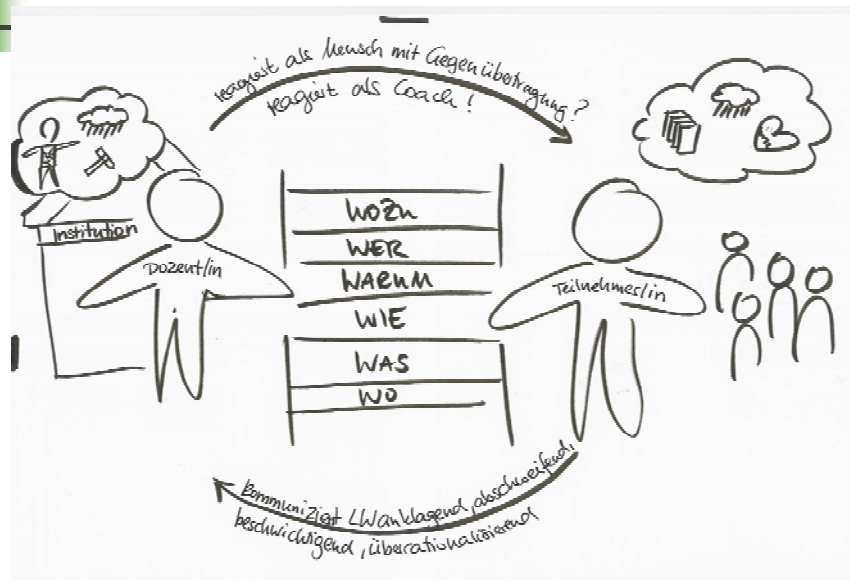 reagiert als Mensch mit Gegenübertragung?
reagiert als Coach!
Institution
Dozent/in
WOZU
WER
WARUM
WIE
WAS
WO
Teilnehmer/in
kommuniziert LW anklagend, abschweifend,
beschwichtigend, überrationalisierend